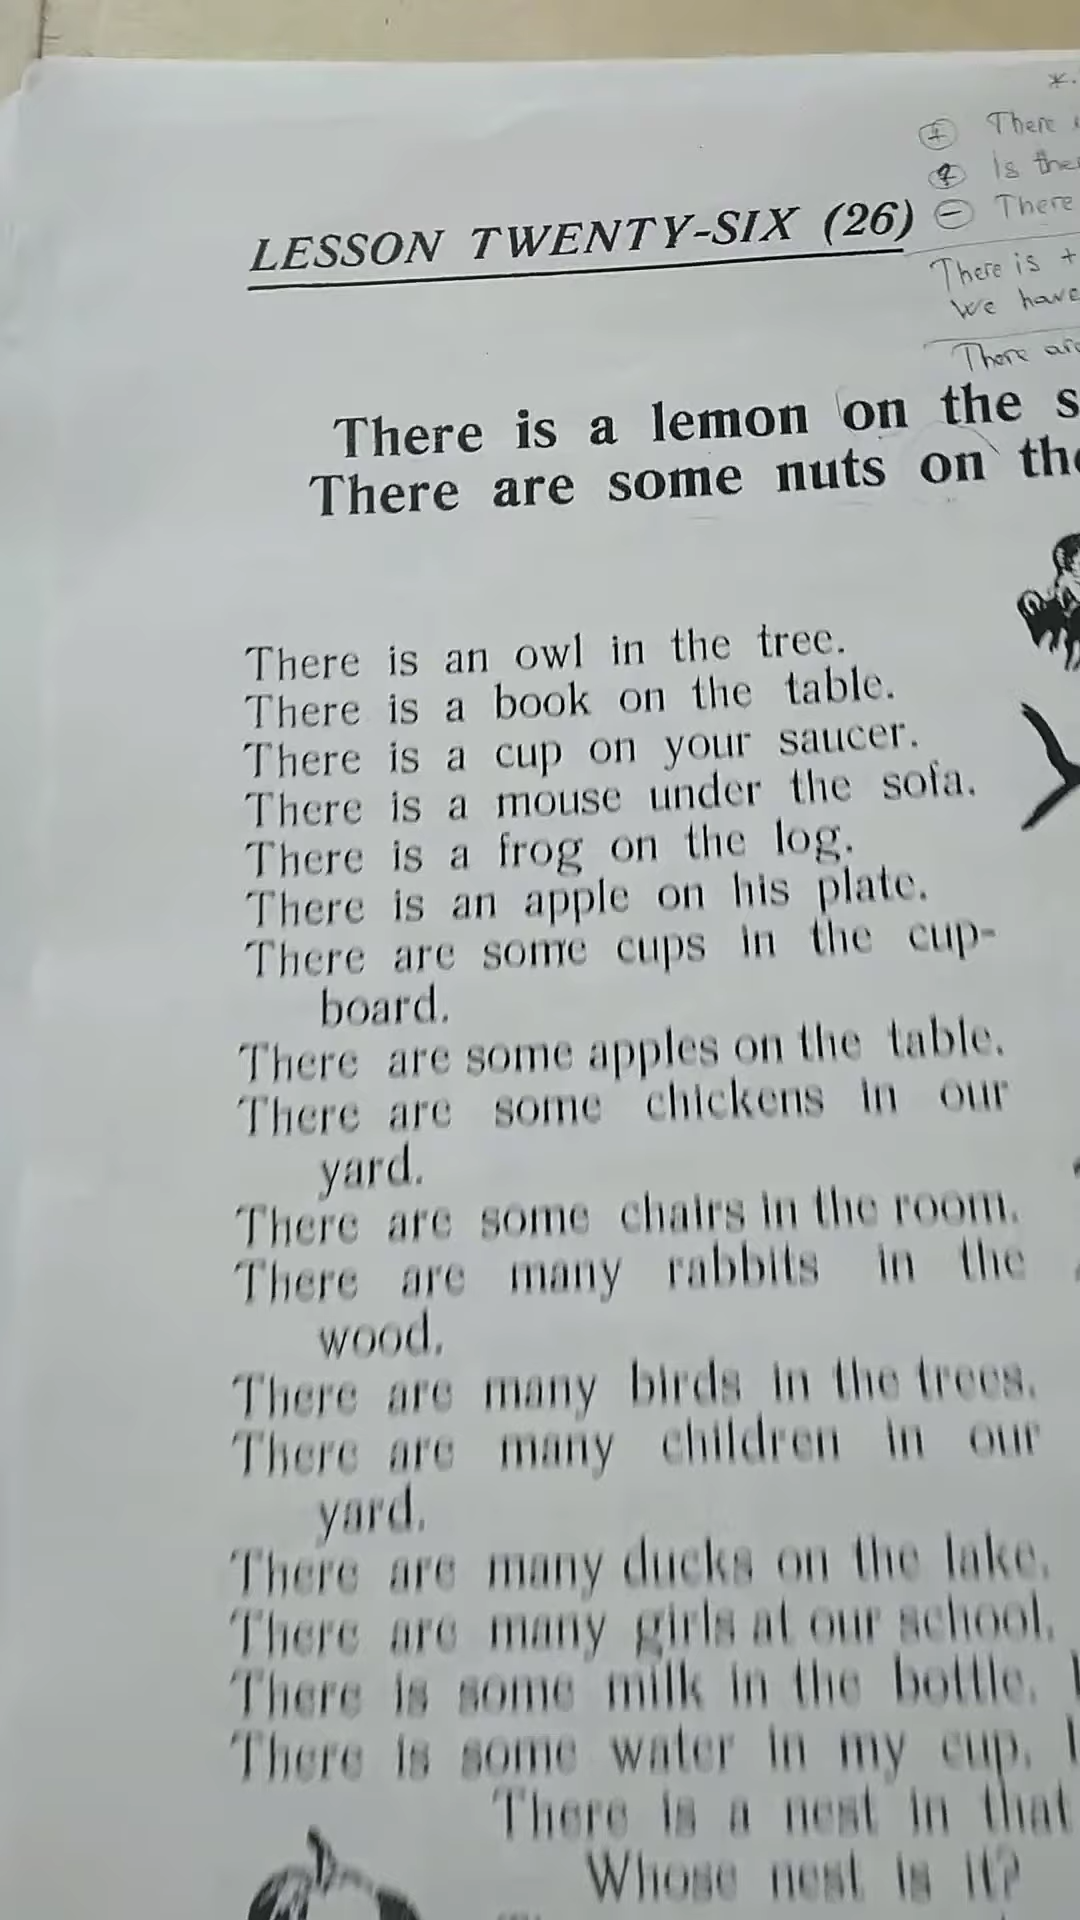 *.
+ There
? Is
- There
LESSON TWENTY-SIX (26)
There is +
We have
There are
There is a lemon on the
There are some nuts on the
There is an owl in the tree.
There is a book on the table.
There is a cup on your saucer.
There is a mouse under the sofa.
There is a frog on the log.
There is an apple on his plate.
There are some cups in the cup-
board.
There are some apples on the table.
There are some chickens in our
yard.
There are some chairs in the room.
There are many rabbits in the
wood.
There are many birds in the trees.
There are many children in our
yard.
There are many ducks on the lake.
There are many girls at our school.
There is some milk in the bottle.
There is some water in my cup.
There is a nest in that
Whose nest is it?